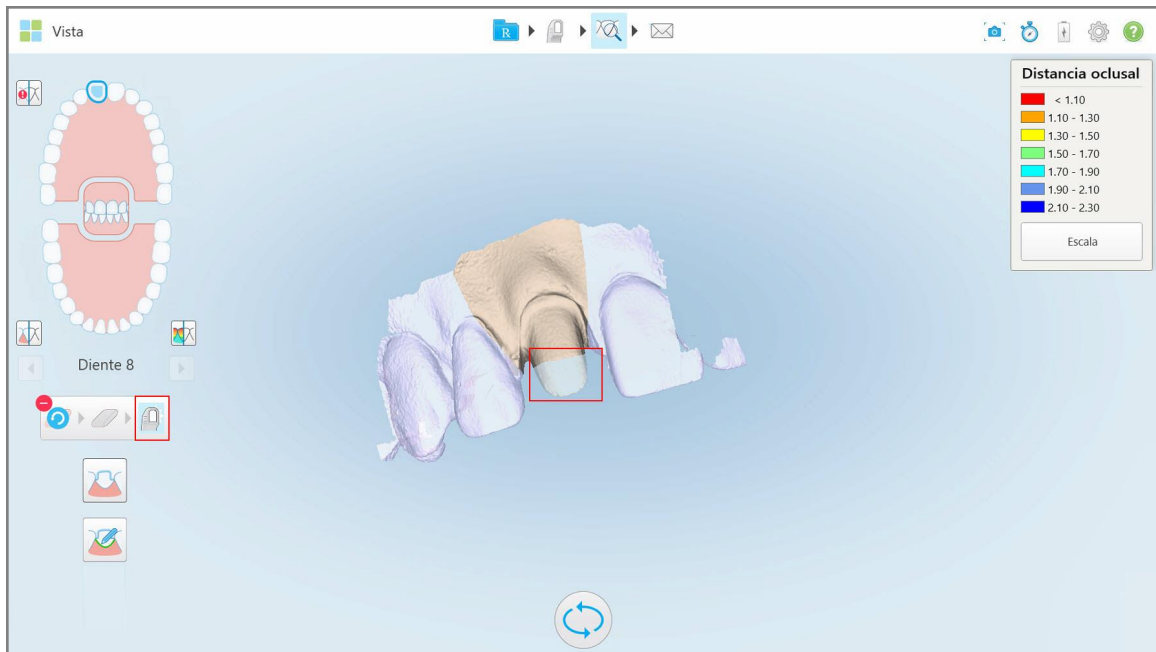 Vista
R
Distancia oclusal
< 1.10
1.10 - 1.30
1.30 - 1.50
1.50 - 1.70
1.70 - 1.90
1.90 - 2.10
2.10 - 2.30
Escala
Diente 8